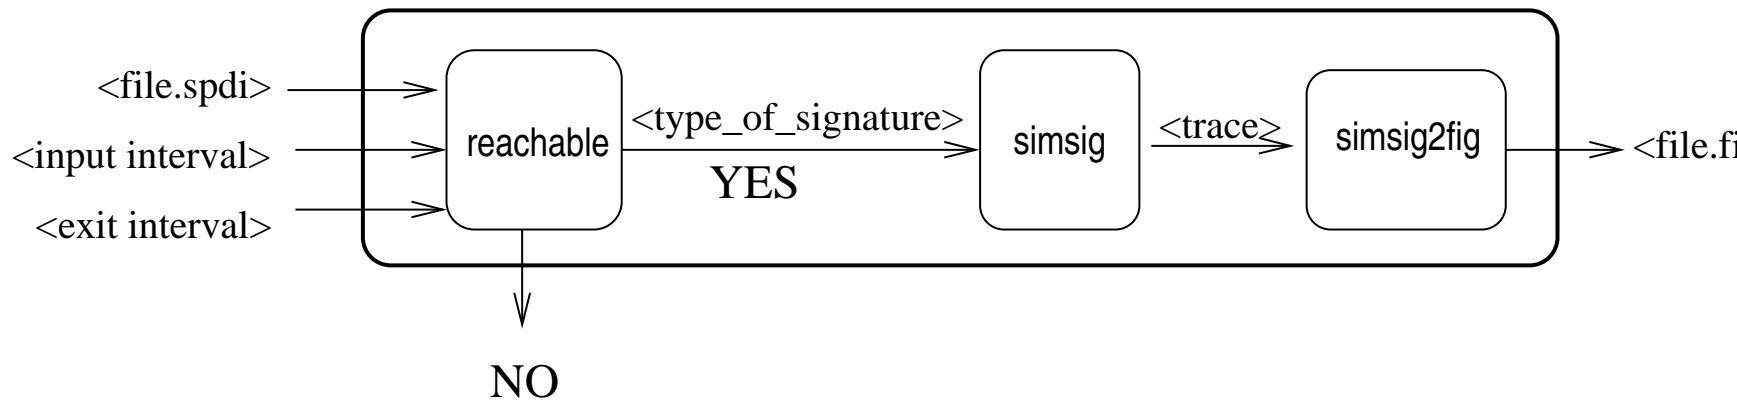 <file.spdi>
<input interval>
<exit interval>
reachable
<type_of_signature>
YES
simsig
<trace>
simsig2fig
NO